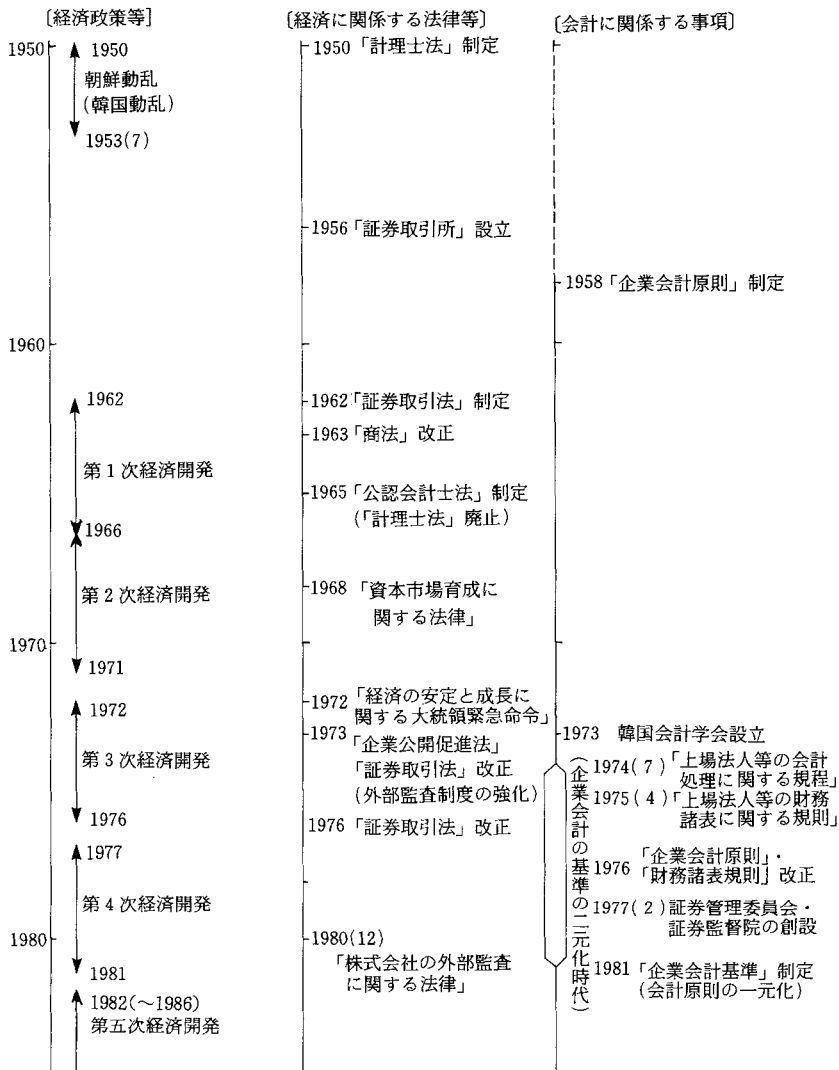 〔経済政策等〕
1950
1950
朝鮮動乱
(韓国動乱)
1953(7)
1960
1962
第1次経済開発
1966
第2次経済開発
1970
1971
1972
第3次経済開発
1976
1977
第4次経済開発
1980
1981
1982(〜1986)
第五次経済開発
〔経済に関係する法律等〕
1950「計理士法」制定
1956「証券取引所」設立
1962「証券取引法」制定
1963「商法」改正
1965「公認会計士法」制定
(「計理士法」廃止)
1968「資本市場育成に
関する法律」
1972「経済の安定と成長に
関する大統領緊急命令」
1973
「企業公開促進法」
「証券取引法」改正
(外部監査制度の強化)
1976「証券取引法」改正
1980(12)
「株式会社の外部監査
に関する法律」
〔会計に関係する事項〕
1958「企業会計原則」制定
1973 韓国会計学会設立
(企業会計の基準の二元化時代)
1974(7)「上場法人等の会計
処理に関する規程」
1975(4)「上場法人等の財務
諸表に関する規則」
1976「企業会計原則」・
「財務諸表規則」改正
1977(2)証券管理委員会・
証券監督院の創設
1981「企業会計基準」制定
(会計原則の一元化)